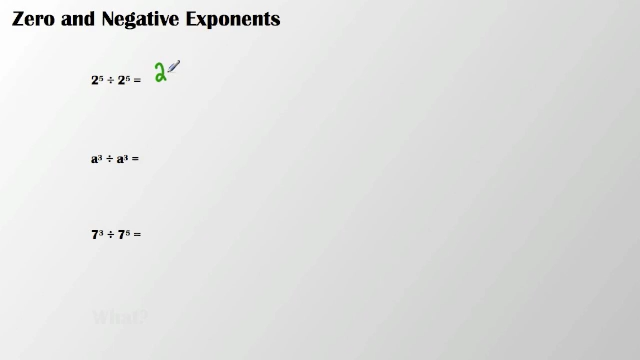 Zero and Negative Exponents
2⁵ ÷ 2⁵ = 2
a³ ÷ a³ =
7³ ÷ 7⁵ =
What?